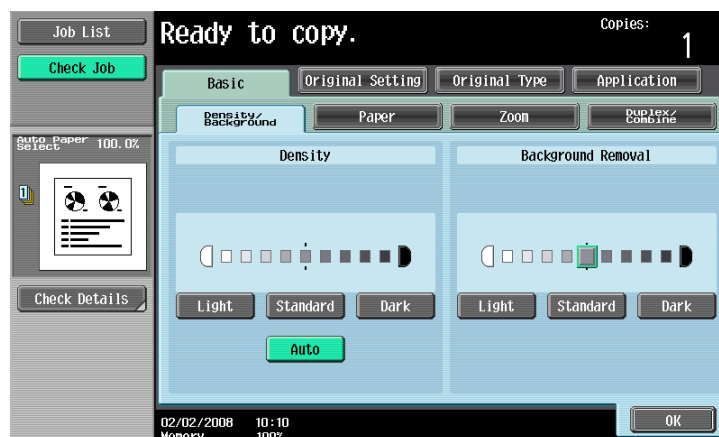 Job List
Check Job
Ready to copy.
Copies:
1
Basic
Original Setting
Original Type
Application
Density/
Background
Paper
Zoom
Duplex/
Combine
Auto Paper
Select
100.0%
1
Density
Background Removal
Light
Standard
Dark
Auto
Light
Standard
Dark
Check Details
02/02/2008 10:10
Memory 100%
OK